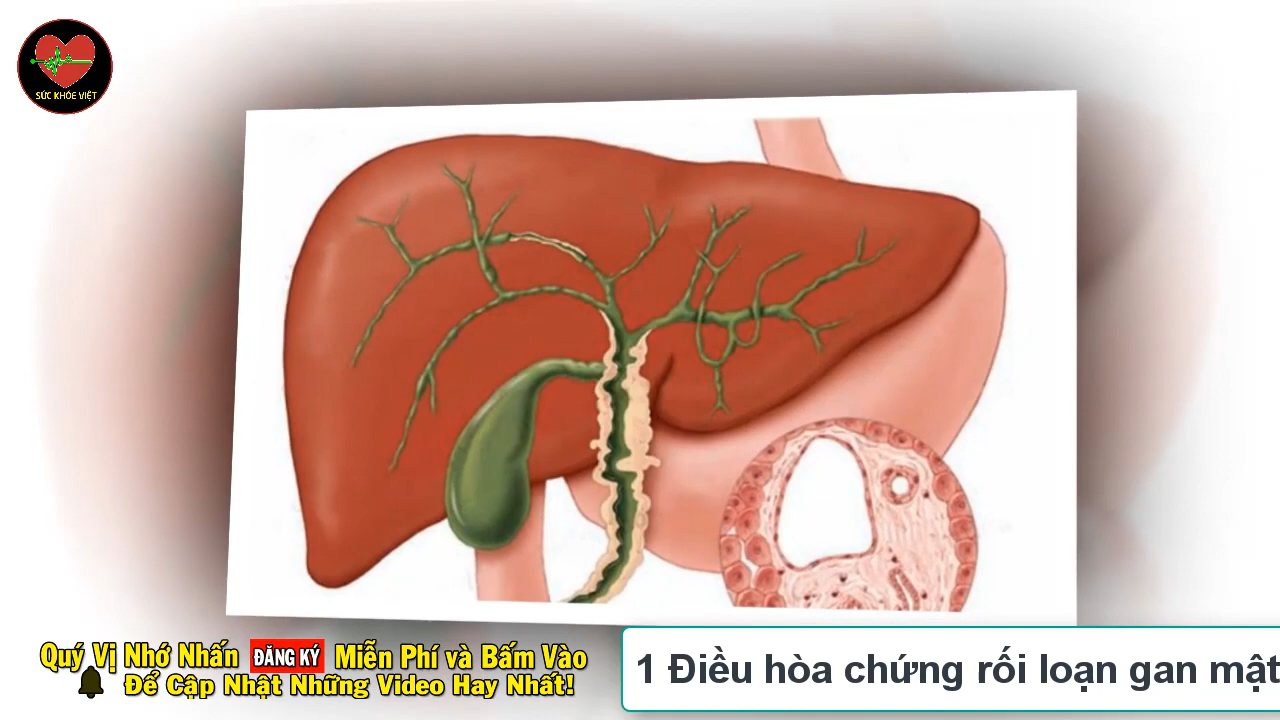 SỨC KHỎE VIỆT
Quý Vị Nhớ Nhấn ĐĂNG KÝ Miễn Phí và Bấm Vào
Để Cập Nhật Những Video Hay Nhất!
1 Điều hòa chứng rối loạn gan mật